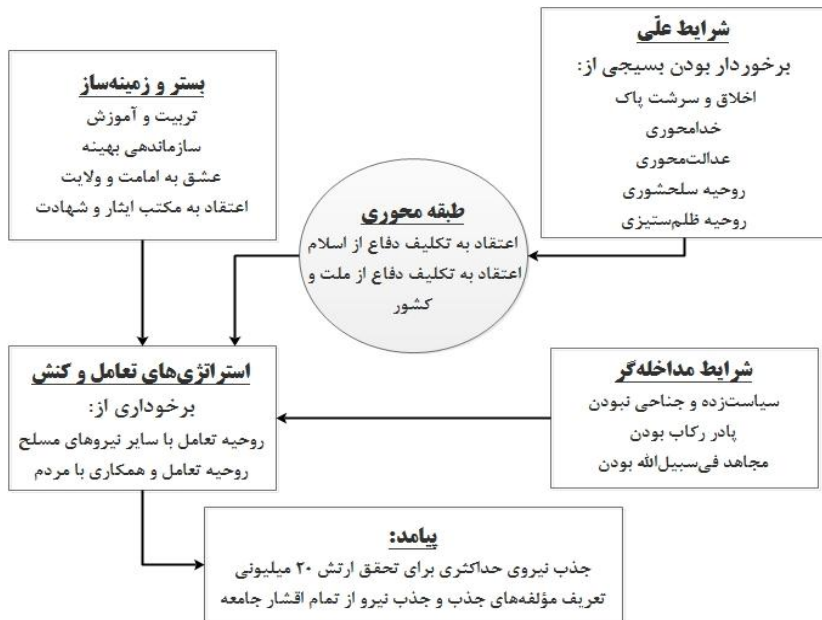 شرایط علّی
برخوردار بودن بسیجی از:
اخلاق و سرشت پاک
خدامحوری
عدالت‌محوری
روحیه سلحشوری
روحیه ظلم‌ستیزی
بستر و زمینه‌ساز
تربیت و آموزش
سازماندهی بهینه
عشق به امامت و ولایت
اعتقاد به مکتب ایثار و شهادت
طبقه محوری
اعتقاد به تکلیف دفاع از اسلام
اعتقاد به تکلیف دفاع از ملت و
کشور
شرایط مداخله‌گر
سیاست‌زده و جناحی نبودن
پادر رکاب بودن
مجاهد فی‌سبیل‌الله بودن
استراتژی‌های تعامل و کنش
برخوداری از:
روحیه تعامل با سایر نیروهای مسلح
روحیه تعامل و همکاری با مردم
پیامد:
جذب نیروی حداکثری برای تحقق ارتش ۲۰ میلیونی
تعریف مؤلفه‌های جذب و جذب نیرو از تمام اقشار جامعه